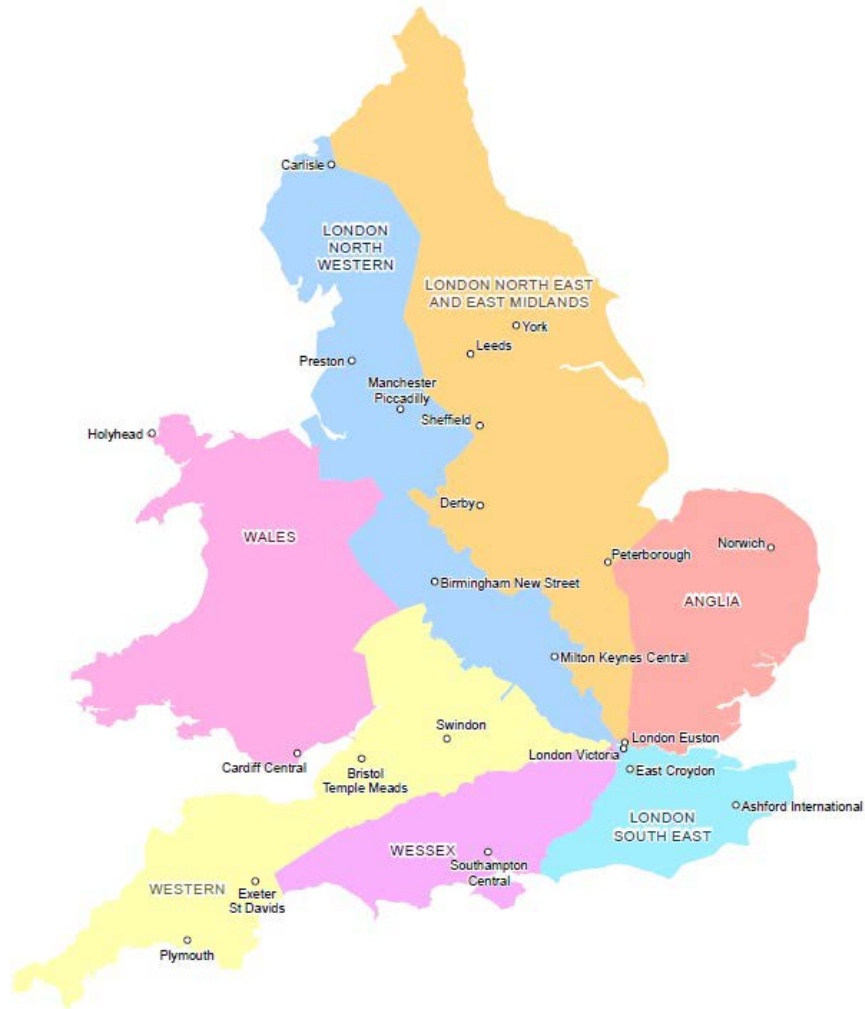 Carlisle
LONDON
NORTH
WESTERN
LONDON NORTH EAST
AND EAST MIDLANDS
York
Leeds
Preston
Manchester
Piccadilly
Sheffield
Holyhead
Derby
WALES
Norwich
Peterborough
Birmingham New Street
ANGLIA
Milton Keynes Central
Swindon
London Euston
London Victoria
Cardiff Central
Bristol
Temple Meads
East Croydon
Ashford International
LONDON
SOUTH EAST
WESSEX
Southampton
Central
WESTERN
Exeter
St Davids
Plymouth